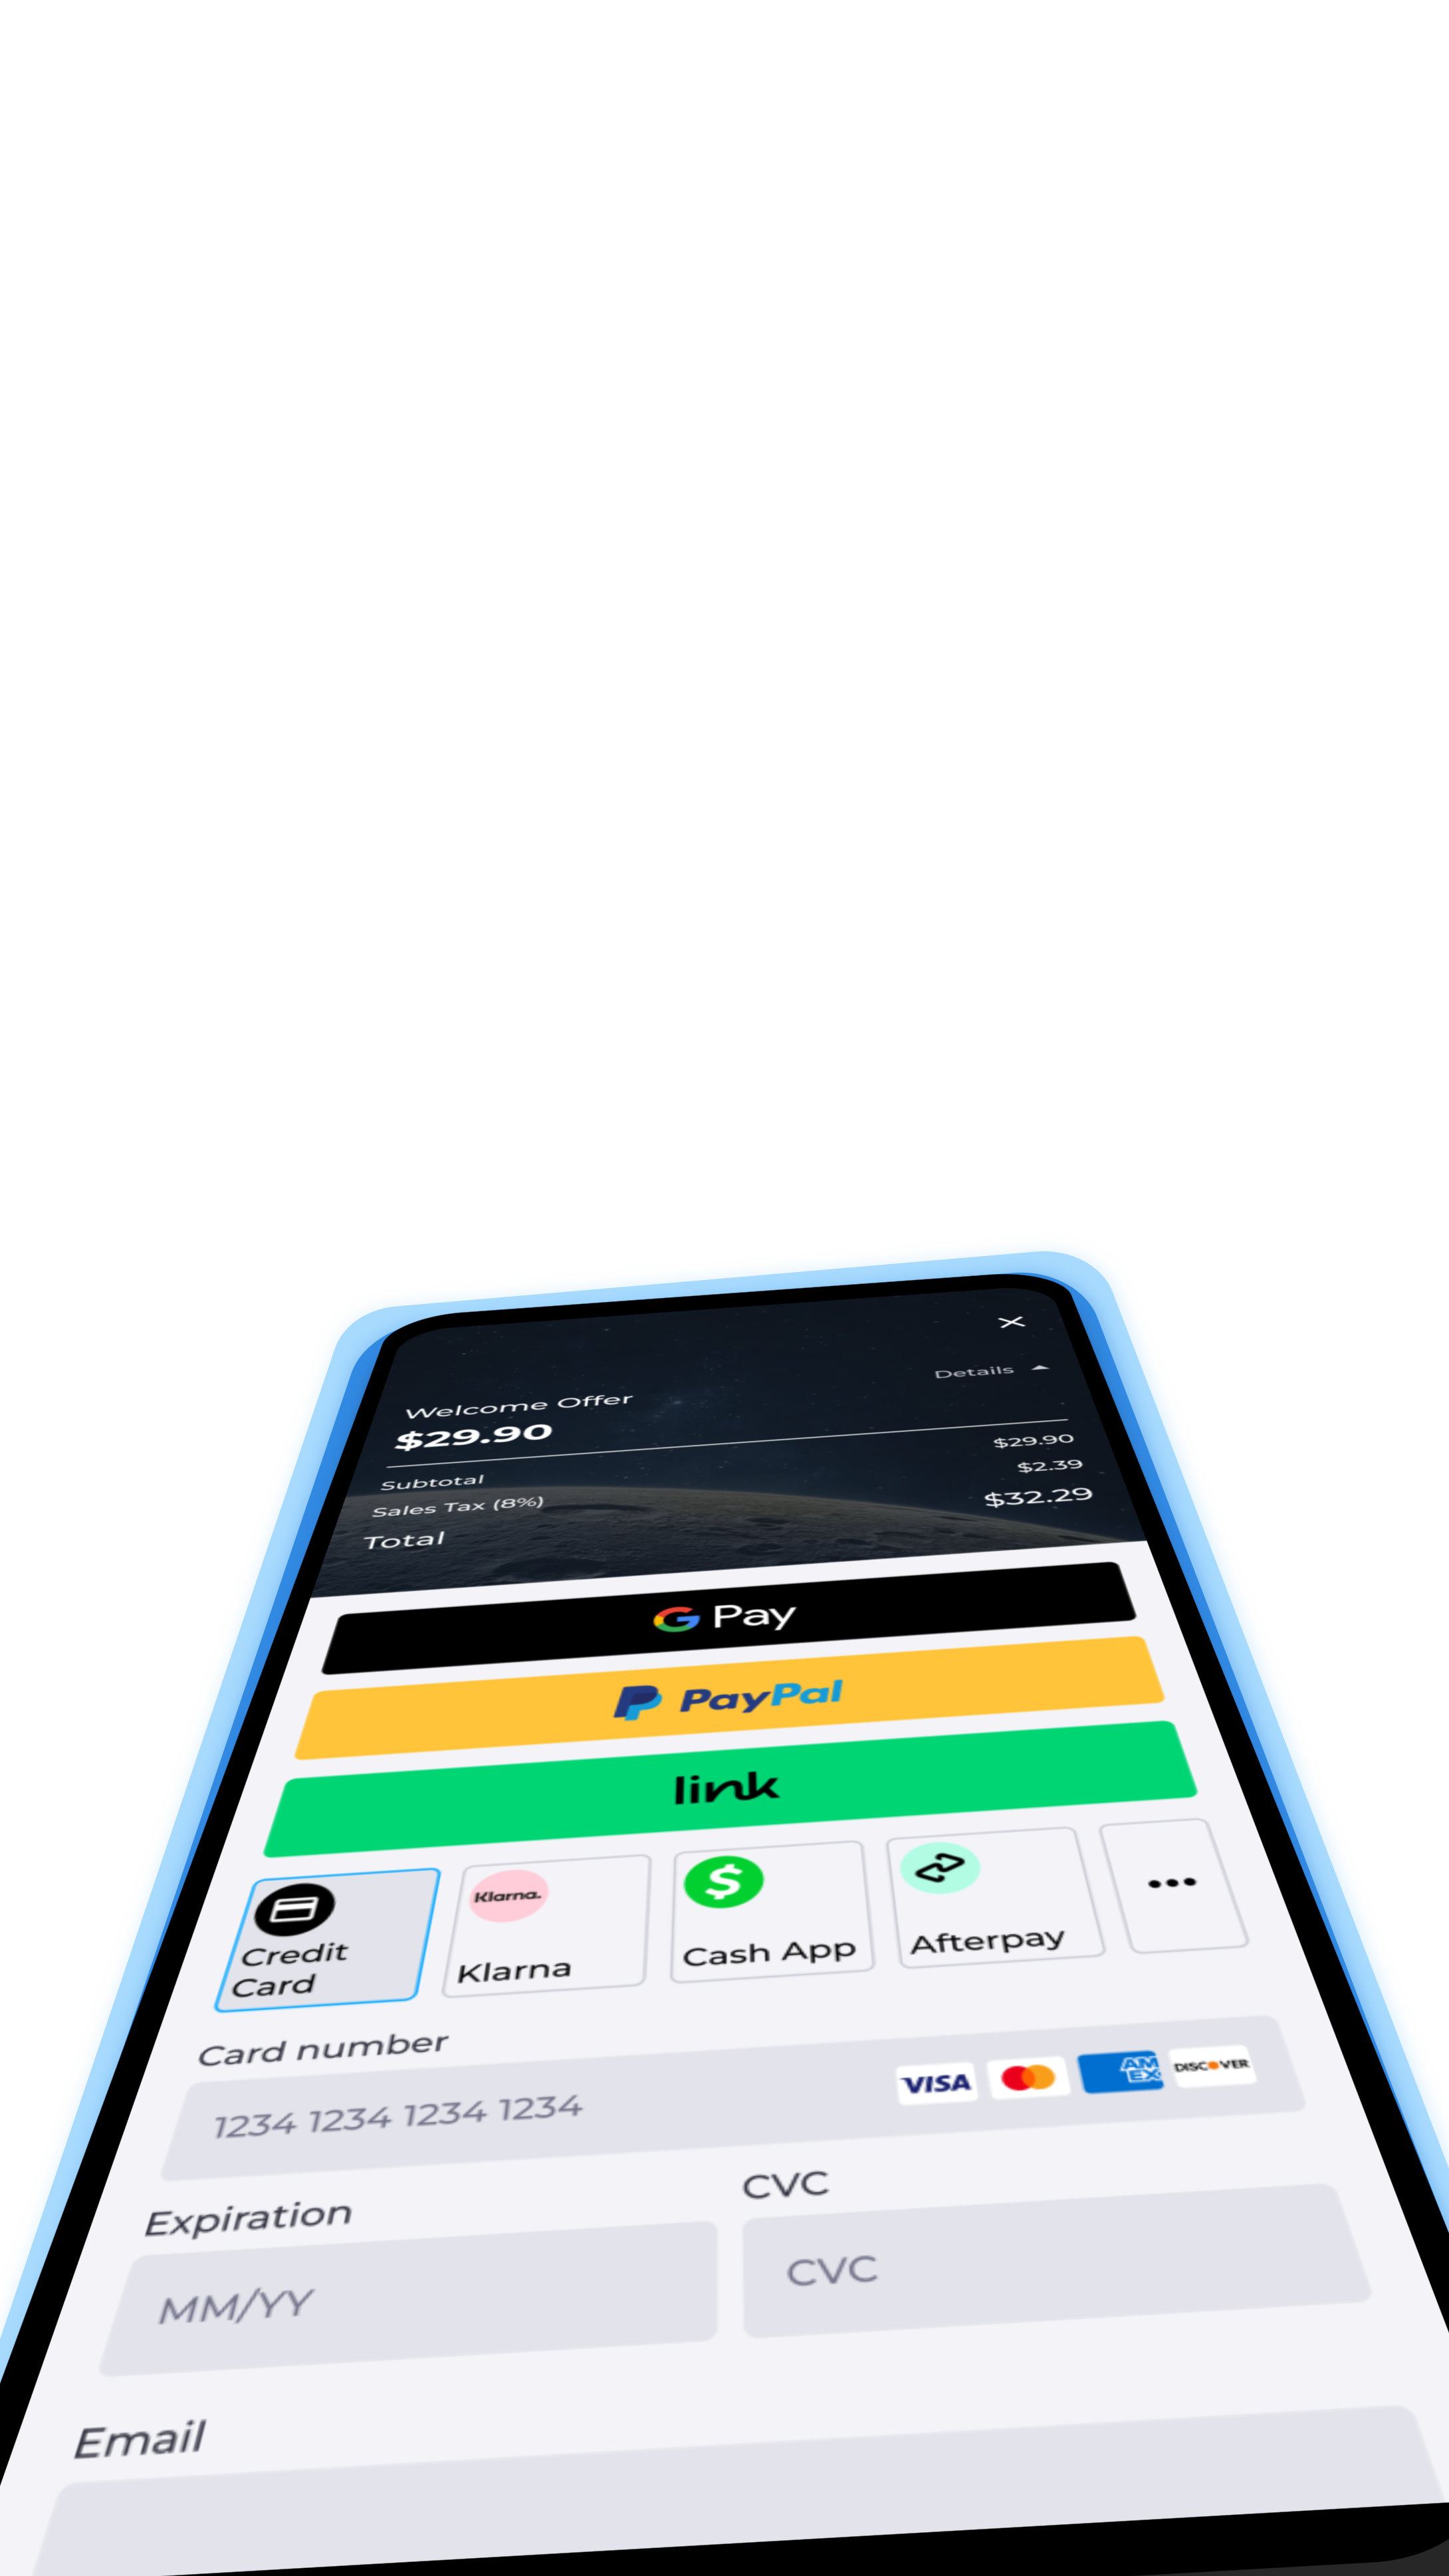 Details
Welcome Offer
$29.90
Subtotal $29.90
Sales Tax (8%) $2.39
Total $32.29
G Pay
PayPal
link
Credit
Card
Klarna.
Klarna
$
Cash App
Afterpay
Card number
1234 1234 1234 1234
VISA
AM
EX
DISCOVER
Expiration
CVC
MM/YY
CVC
Email